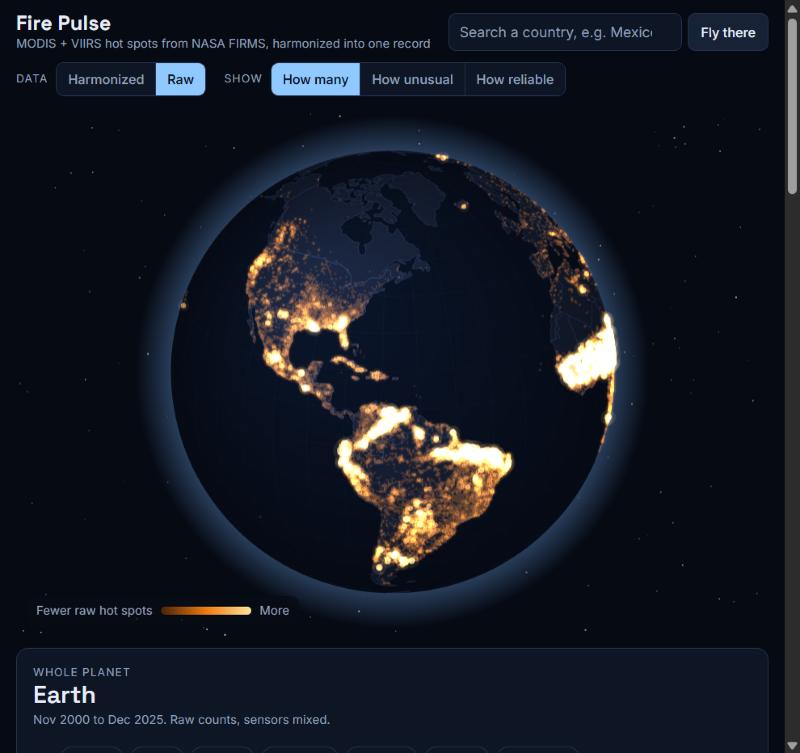 Fire Pulse
MODIS + VIIRS hot spots from NASA FIRMS, harmonized into one record
Search a country, e.g. Mexico
Fly there
DATA Harmonized Raw SHOW How many How unusual How reliable
Fewer raw hot spots More
WHOLE PLANET
Earth
Nov 2000 to Dec 2025. Raw counts, sensors mixed.